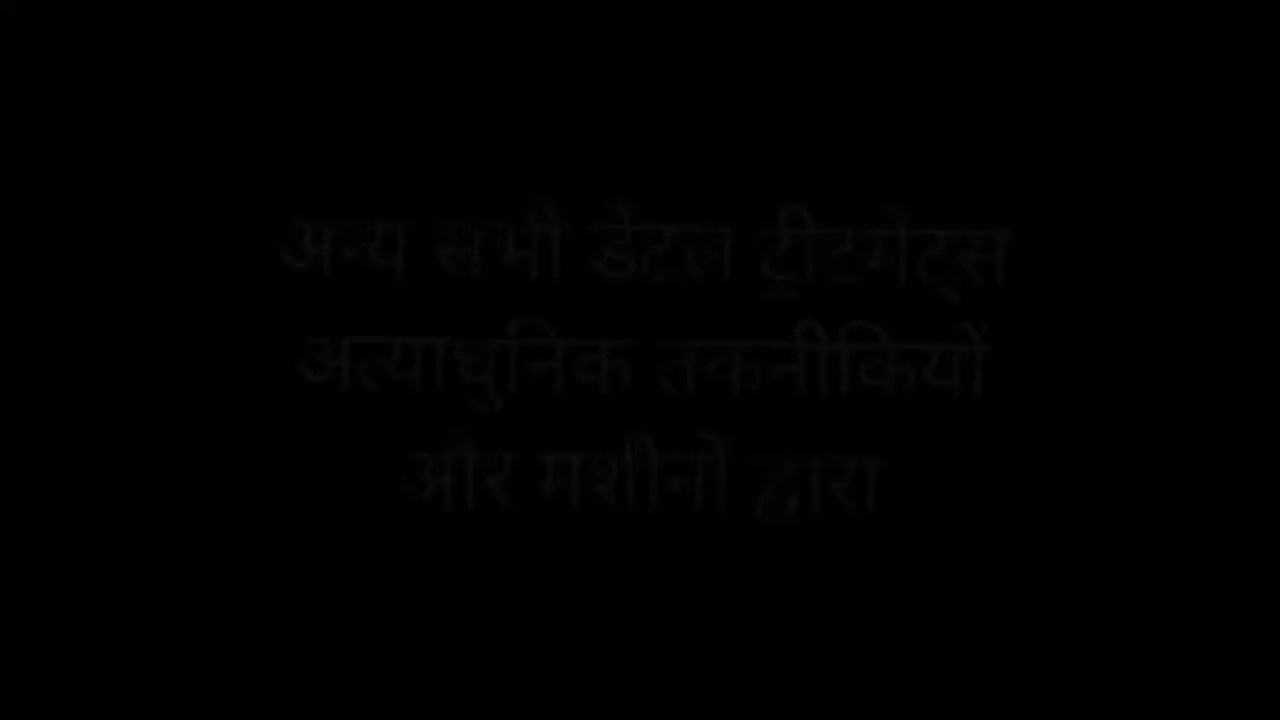 अन्य सभी डेंटल ट्रीटमेंट्स
अत्याधुनिक तकनीकियों
और मशीनों द्वारा